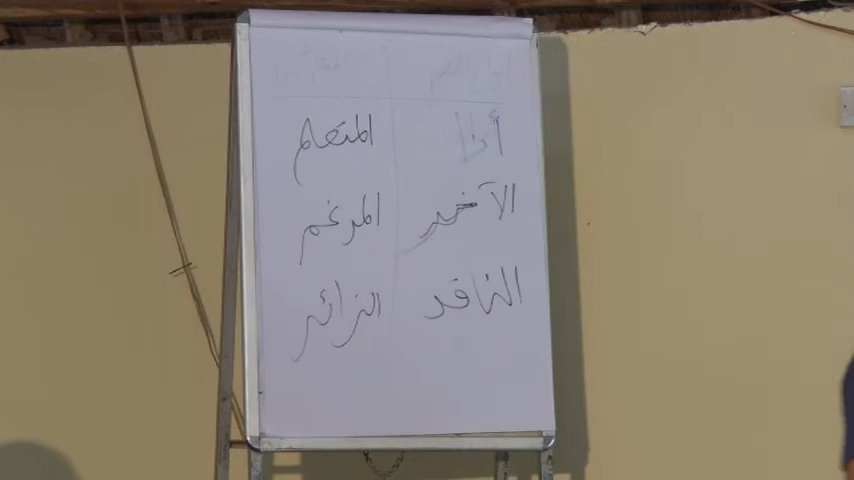 أنا المتعلم
الآخر المرغم
الناقد الزائر